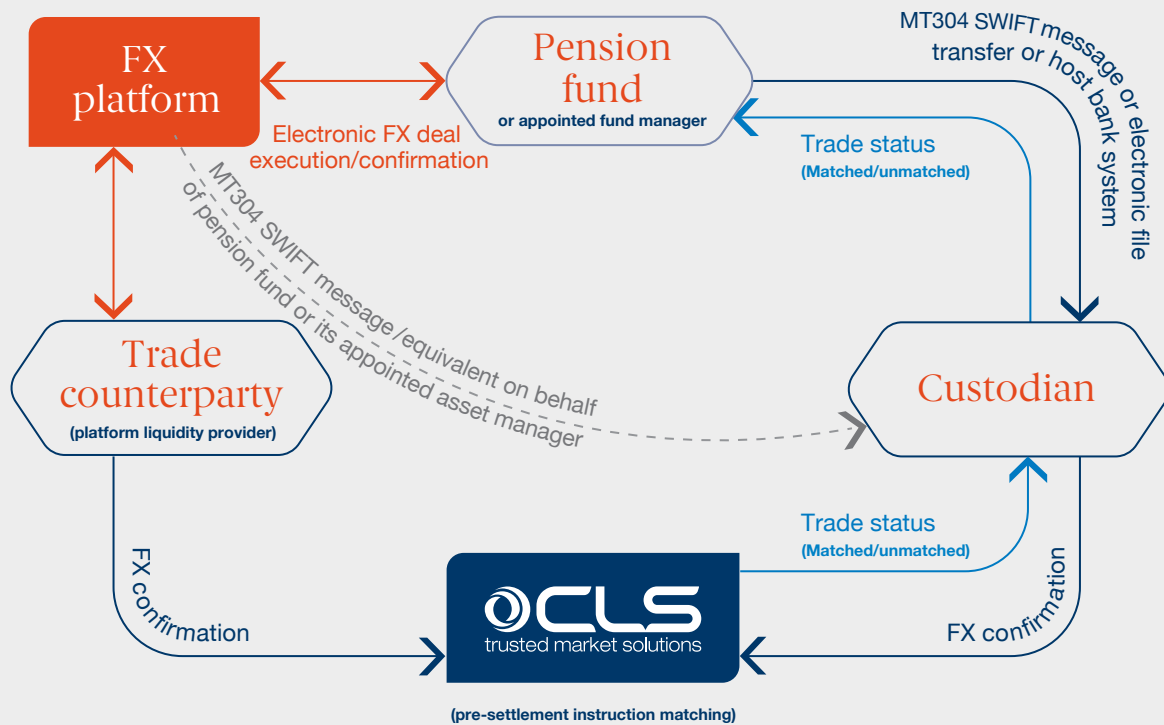 FX
platform
Pension
fund
or appointed fund manager
MT304 SWIFT message or electronic file
transfer or host bank
system
Electronic FX deal
execution/confirmation
Trade status
(Matched/unmatched)
MT304 SWIFT message/equivalent on behalf
of pension fund or its appointed asset manager
Trade
counterparty
(platform liquidity provider)
Custodian
Trade status
(Matched/unmatched)
FX confirmation
CLS
trusted market solutions
FX confirmation
(pre-settlement instruction matching)